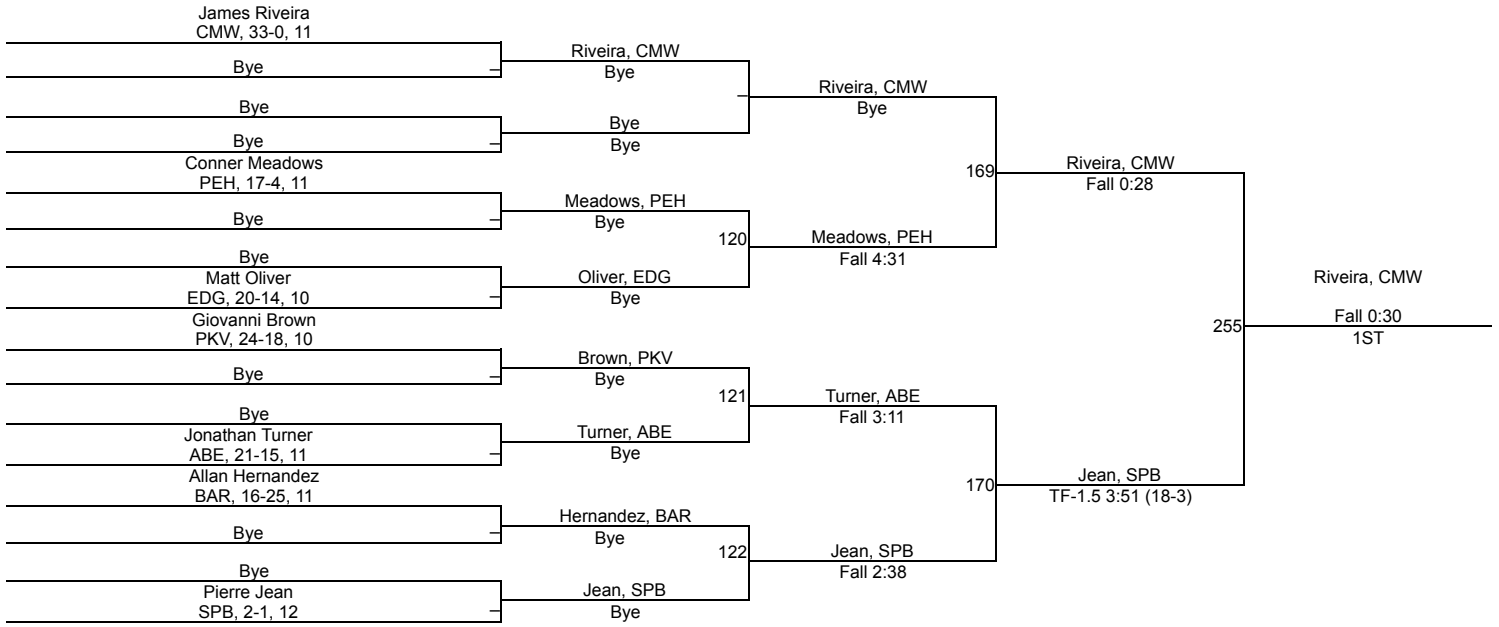 James Riveira
CMW, 33-0, 11
Bye
Bye
Bye
Conner Meadows
PEH, 17-4, 11
Bye
Bye
Matt Oliver
EDG, 20-14, 10
Giovanni Brown
PKV, 24-18, 10
Bye
Bye
Jonathan Turner
ABE, 21-15, 11
Allan Hernandez
BAR, 16-25, 11
Bye
Bye
Pierre Jean
SPB, 2-1, 12
Riveira, CMW
Bye
Bye
Bye
Meadows, PEH
Bye
120
Oliver, EDG
Bye
Brown, PKV
Bye
121
Turner, ABE
Bye
Hernandez, BAR
Bye
122
Jean, SPB
Bye
Riveira, CMW
Bye
169
Meadows, PEH
Fall 4:31
Turner, ABE
Fall 3:11
170
Jean, SPB
Fall 2:38
Riveira, CMW
Fall 0:28
255
Jean, SPB
TF-1.5 3:51 (18-3)
Riveira, CMW
Fall 0:30
1ST